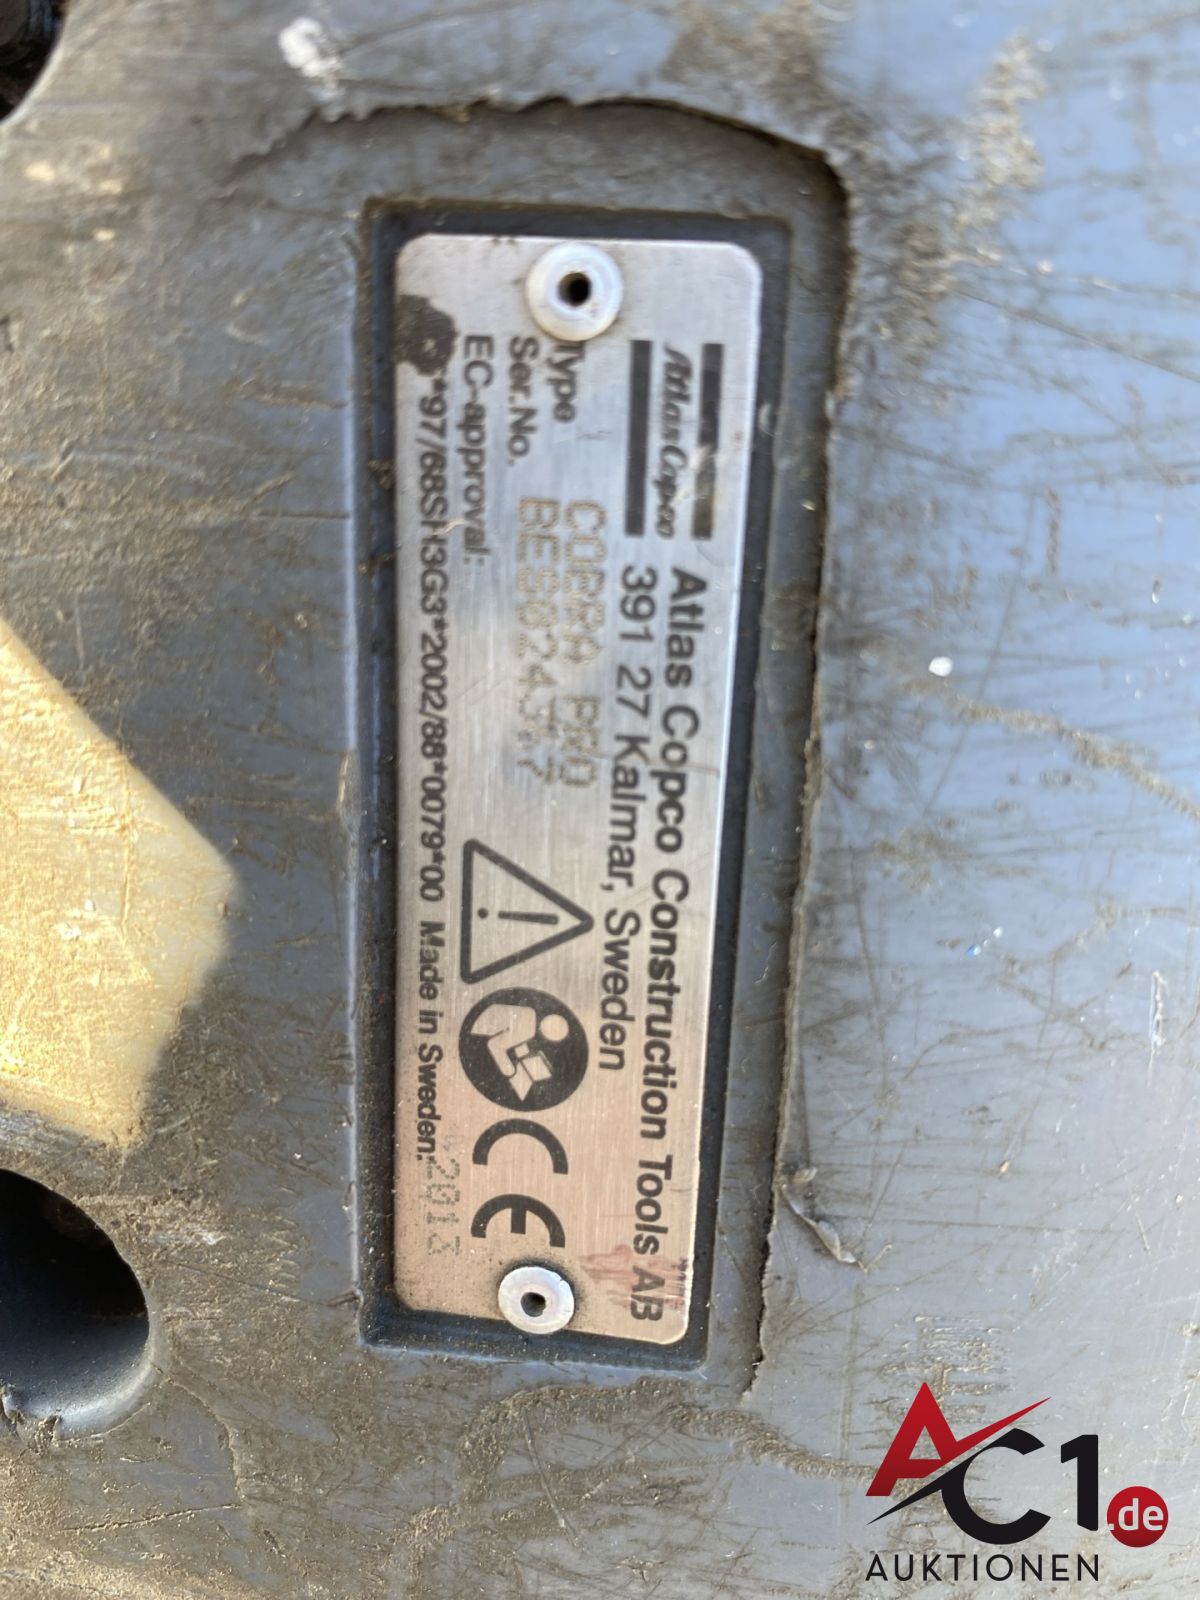 Atlas Copco
Atlas Copco Construction Tools AB
391 27 Kalmar, Sweden
Type COBRA PRO
Ser.No.
EC-approval:
*97/68SH3G3*2002/88*0079*00 Made in Sweden: 2013
CE
AC1.de
AUKTIONEN